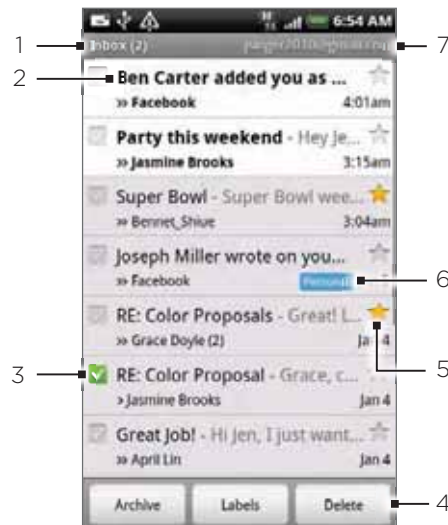 6:54 AM
1
Inbox (2)
7
2
Ben Carter added you as ...
» Facebook
4:01am
Party this weekend - Hey Je...
» Jasmine Brooks
3:15am
Super Bowl - Super Bowl wee...
» Bennet_Shiue
3:04am
Joseph Miller wrote on you...
» Facebook
Personal
6
RE: Color Proposals - Great! L...
» Grace Doyle (2)
Ja 4
5
3
RE: Color Proposal - Grace, c...
› Jasmine Brooks
Jan 4
Great Job! - Hi Jen, I just want...
» April Lin
Jan 4
Archive
Labels
Delete
4